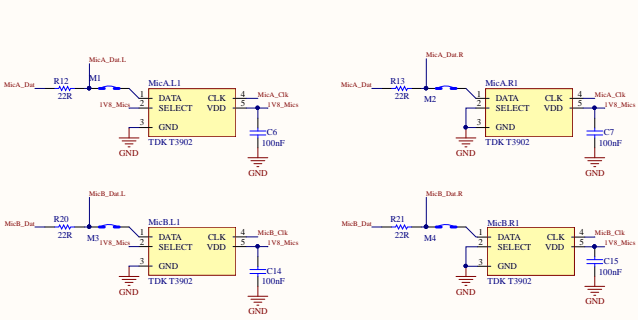 MicA_Dat.L
MicA_Dat
R12
22R
M1
MicA.L1
1 DATA CLK 4 MicA_Clk
1V8_Mics 2 SELECT VDD 5 1V8_Mics
3 GND
TDK T3902
GND
C6
100nF
GND
MicA_Dat.R
MicA_Dat
R13
22R
M2
MicA.R1
1 DATA CLK 4 MicA_Clk
2 SELECT VDD 5 1V8_Mics
3 GND
TDK T3902
GND
C7
100nF
GND
MicB_Dat.L
MicB_Dat
R20
22R
M3
MicB.L1
1 DATA CLK 4 MicB_Clk
1V8_Mics 2 SELECT VDD 5 1V8_Mics
3 GND
TDK T3902
GND
C14
100nF
GND
MicB_Dat.R
MicB_Dat
R21
22R
M4
MicB.R1
1 DATA CLK 4 MicB_Clk
2 SELECT VDD 5 1V8_Mics
3 GND
TDK T3902
GND
C15
100nF
GND